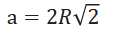 a = 2R√2